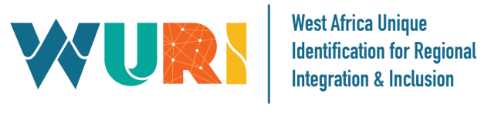 WURI
West Africa Unique
Identification for Regional
Integration & Inclusion